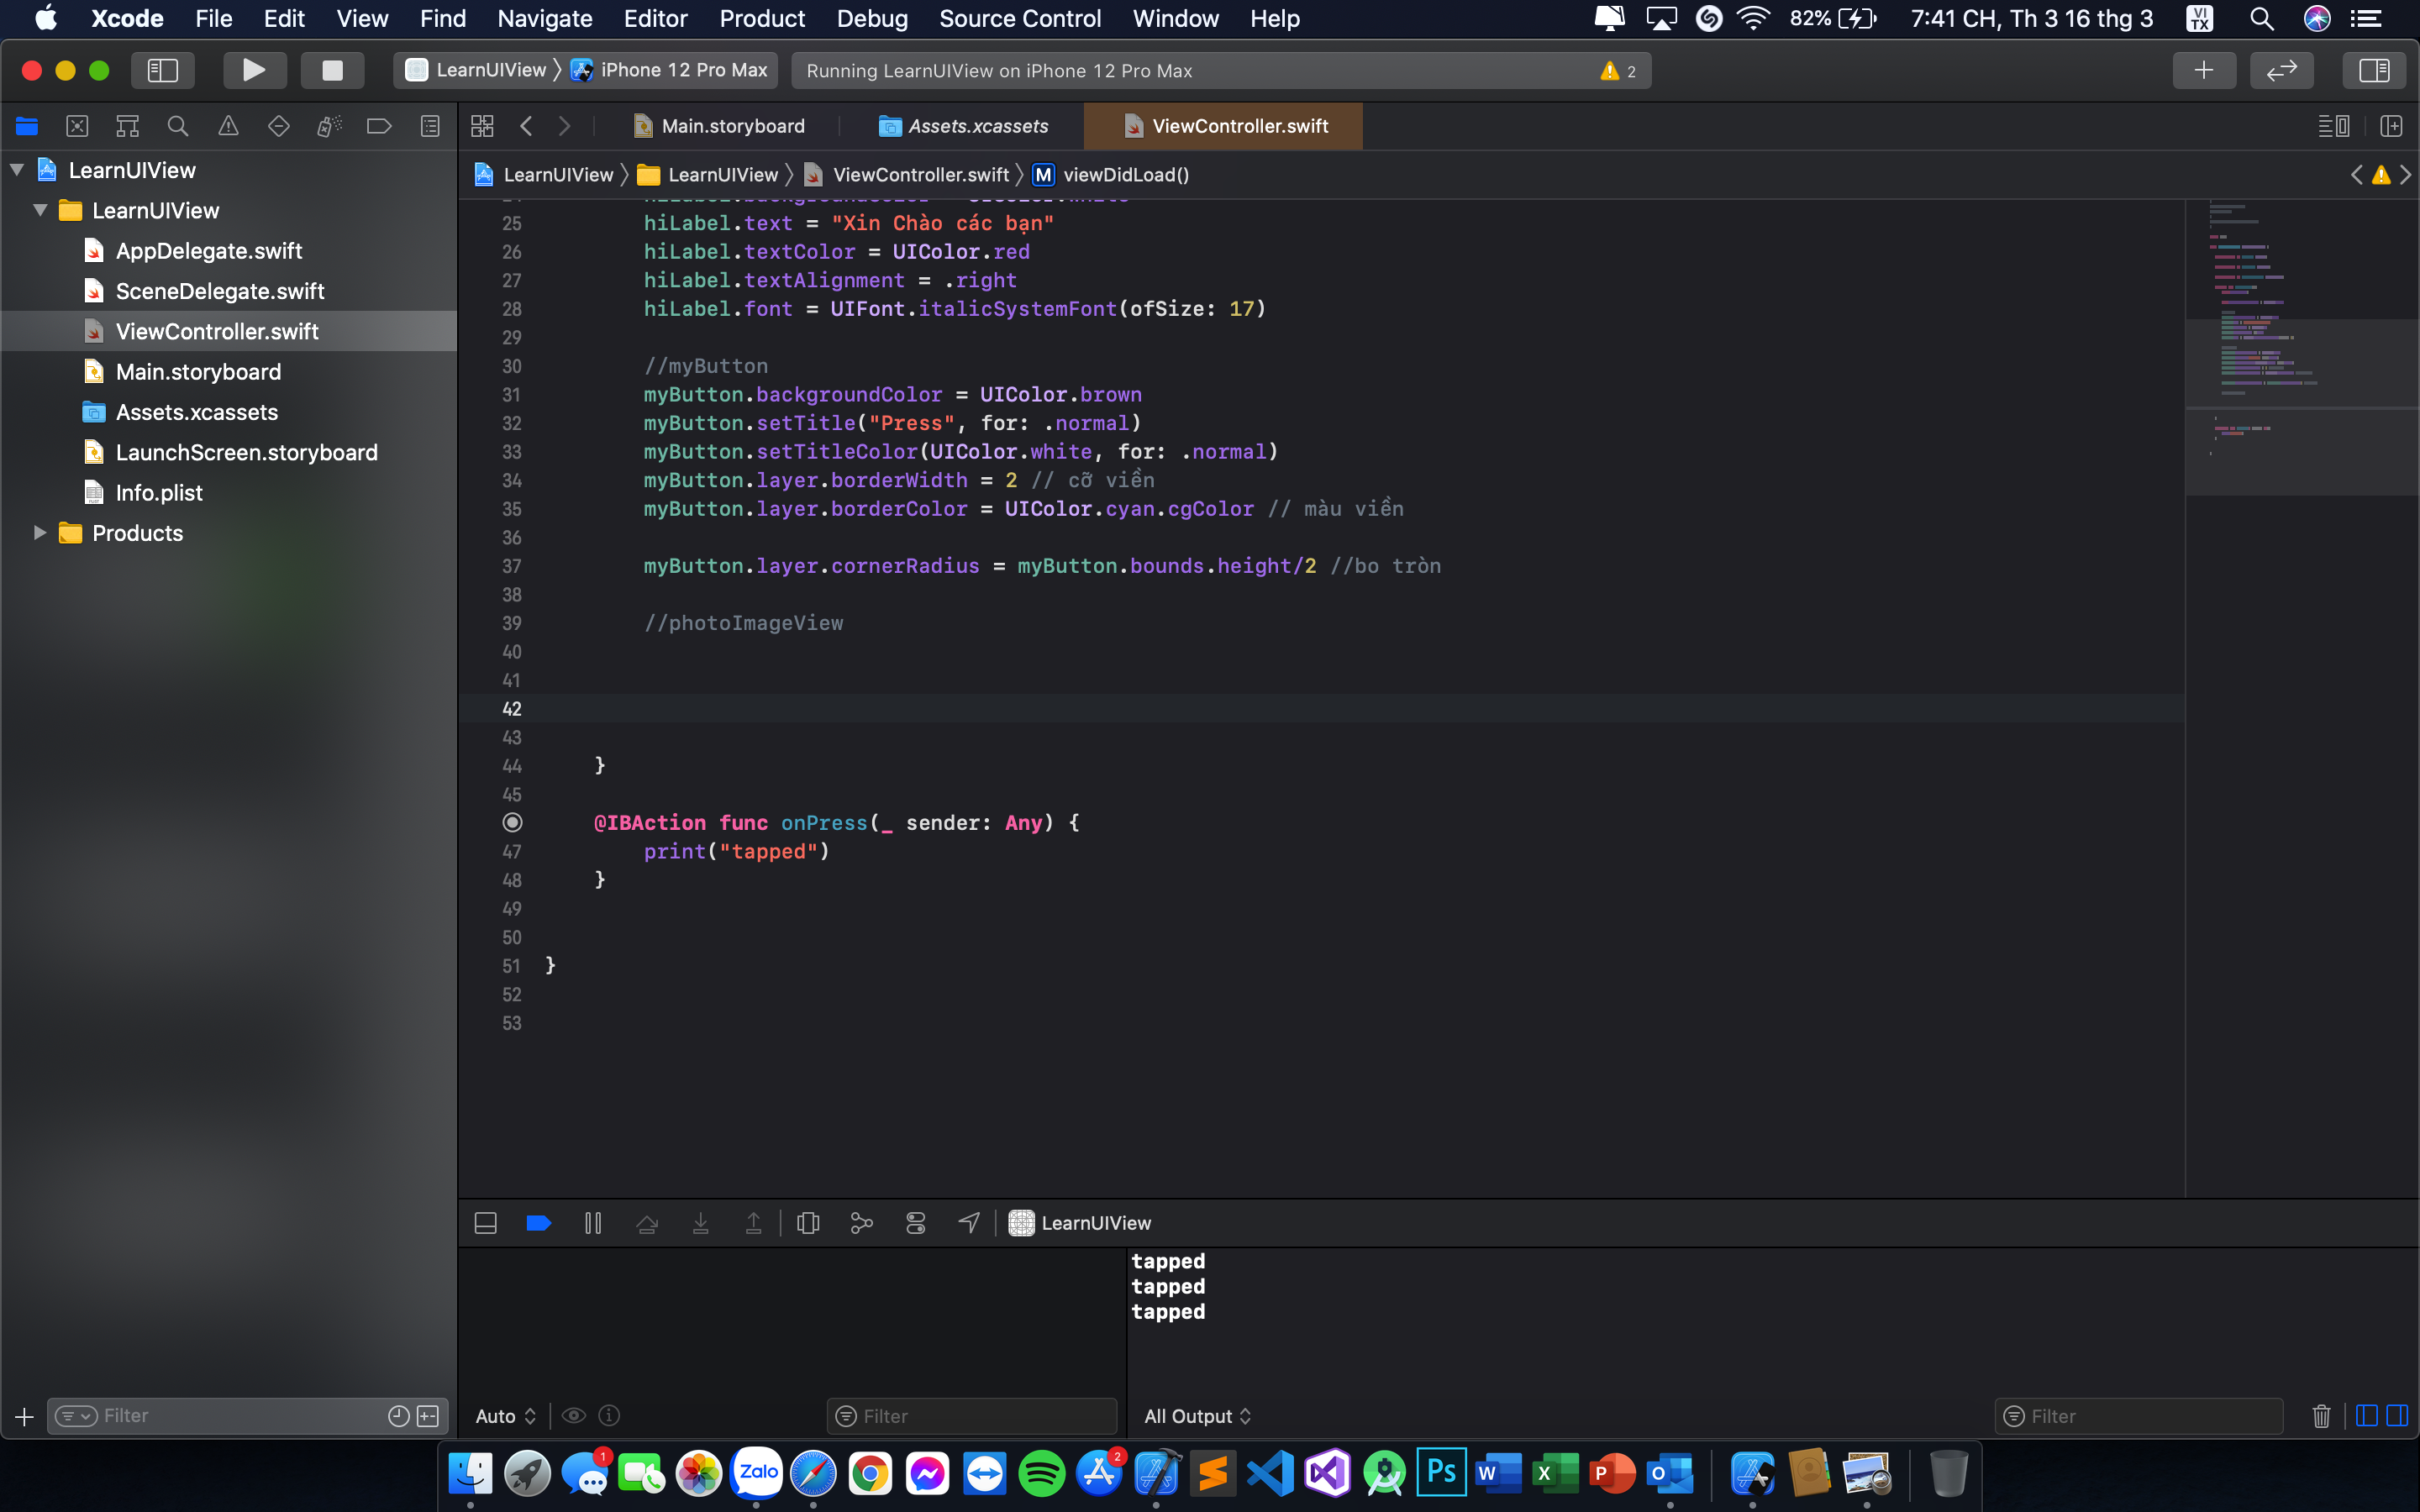 Xcode File Edit View Find Navigate Editor Product Debug Source Control Window Help 82% 7:41 CH, Th 3 16 thg 3 VI TX
LearnUIView iPhone 12 Pro Max Running LearnUIView on iPhone 12 Pro Max 2
Main.storyboard Assets.xcassets ViewController.swift
LearnUIView LearnUIView ViewController.swift M viewDidLoad()
LearnUIView
LearnUIView
AppDelegate.swift
SceneDelegate.swift
ViewController.swift
Main.storyboard
Assets.xcassets
LaunchScreen.storyboard
Info.plist
Products
Filter
25 hiLabel.text = "Xin Chào các bạn"
26 hiLabel.textColor = UIColor.red
27 hiLabel.textAlignment = .right
28 hiLabel.font = UIFont.italicSystemFont(ofSize: 17)
29
30 //myButton
31 myButton.backgroundColor = UIColor.brown
32 myButton.setTitle("Press", for: .normal)
33 myButton.setTitleColor(UIColor.white, for: .normal)
34 myButton.layer.borderWidth = 2 // cỡ viền
35 myButton.layer.borderColor = UIColor.cyan.cgColor // màu viền
36
37 myButton.layer.cornerRadius = myButton.bounds.height/2 //bo tròn
38
39 //photoImageView
40
41
42
43
44 }
45
@IBAction func onPress(_ sender: Any) {
47 print("tapped")
48 }
49
50
51 }
52
53
LearnUIView
tapped
tapped
tapped
Auto Filter All Output Filter
1 Zalo 2 Ps W X P O